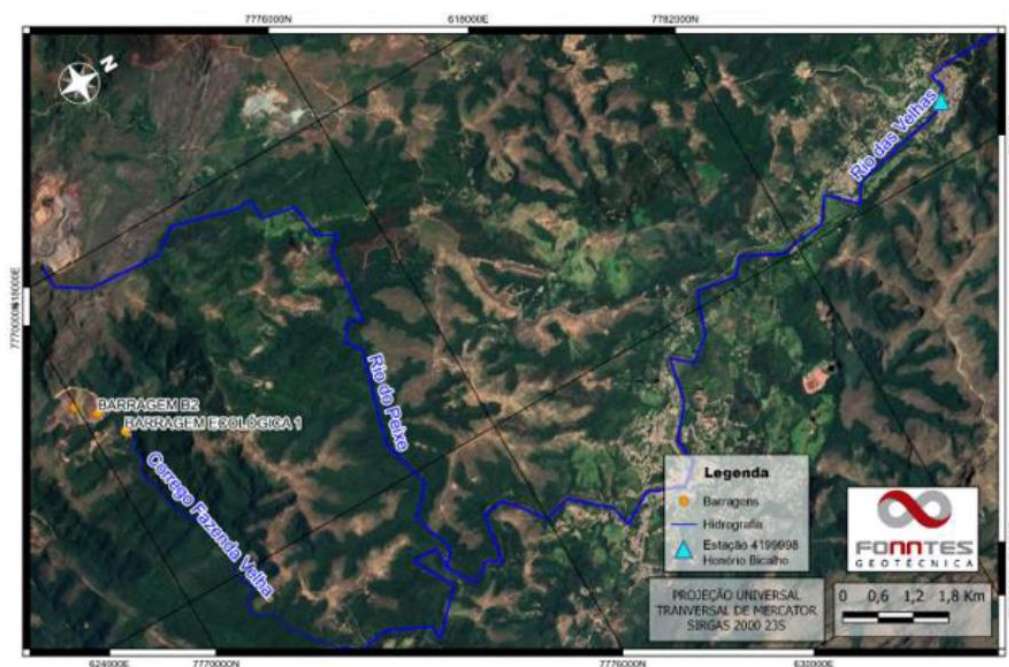 7776000N
618000E
7782000N
N
Rio das Velhas
7770000N
618000E
Rio do Peixe
BARRAGEM B2
BARRAGEM ECOLÓGICA 1
Corrego Fazenda Velha
Legenda
Barragens
Hidrografia
Estação 4199998
Honório Bicalho
FONNTES
GEOTÉCNICA
PROJEÇÃO UNIVERSAL
TRANVERSAL DE MERCATOR
SIRGAS 2000 23S
0 0,6 1,2 1,8 Km
624000E
7770000N
7776000N
630000E